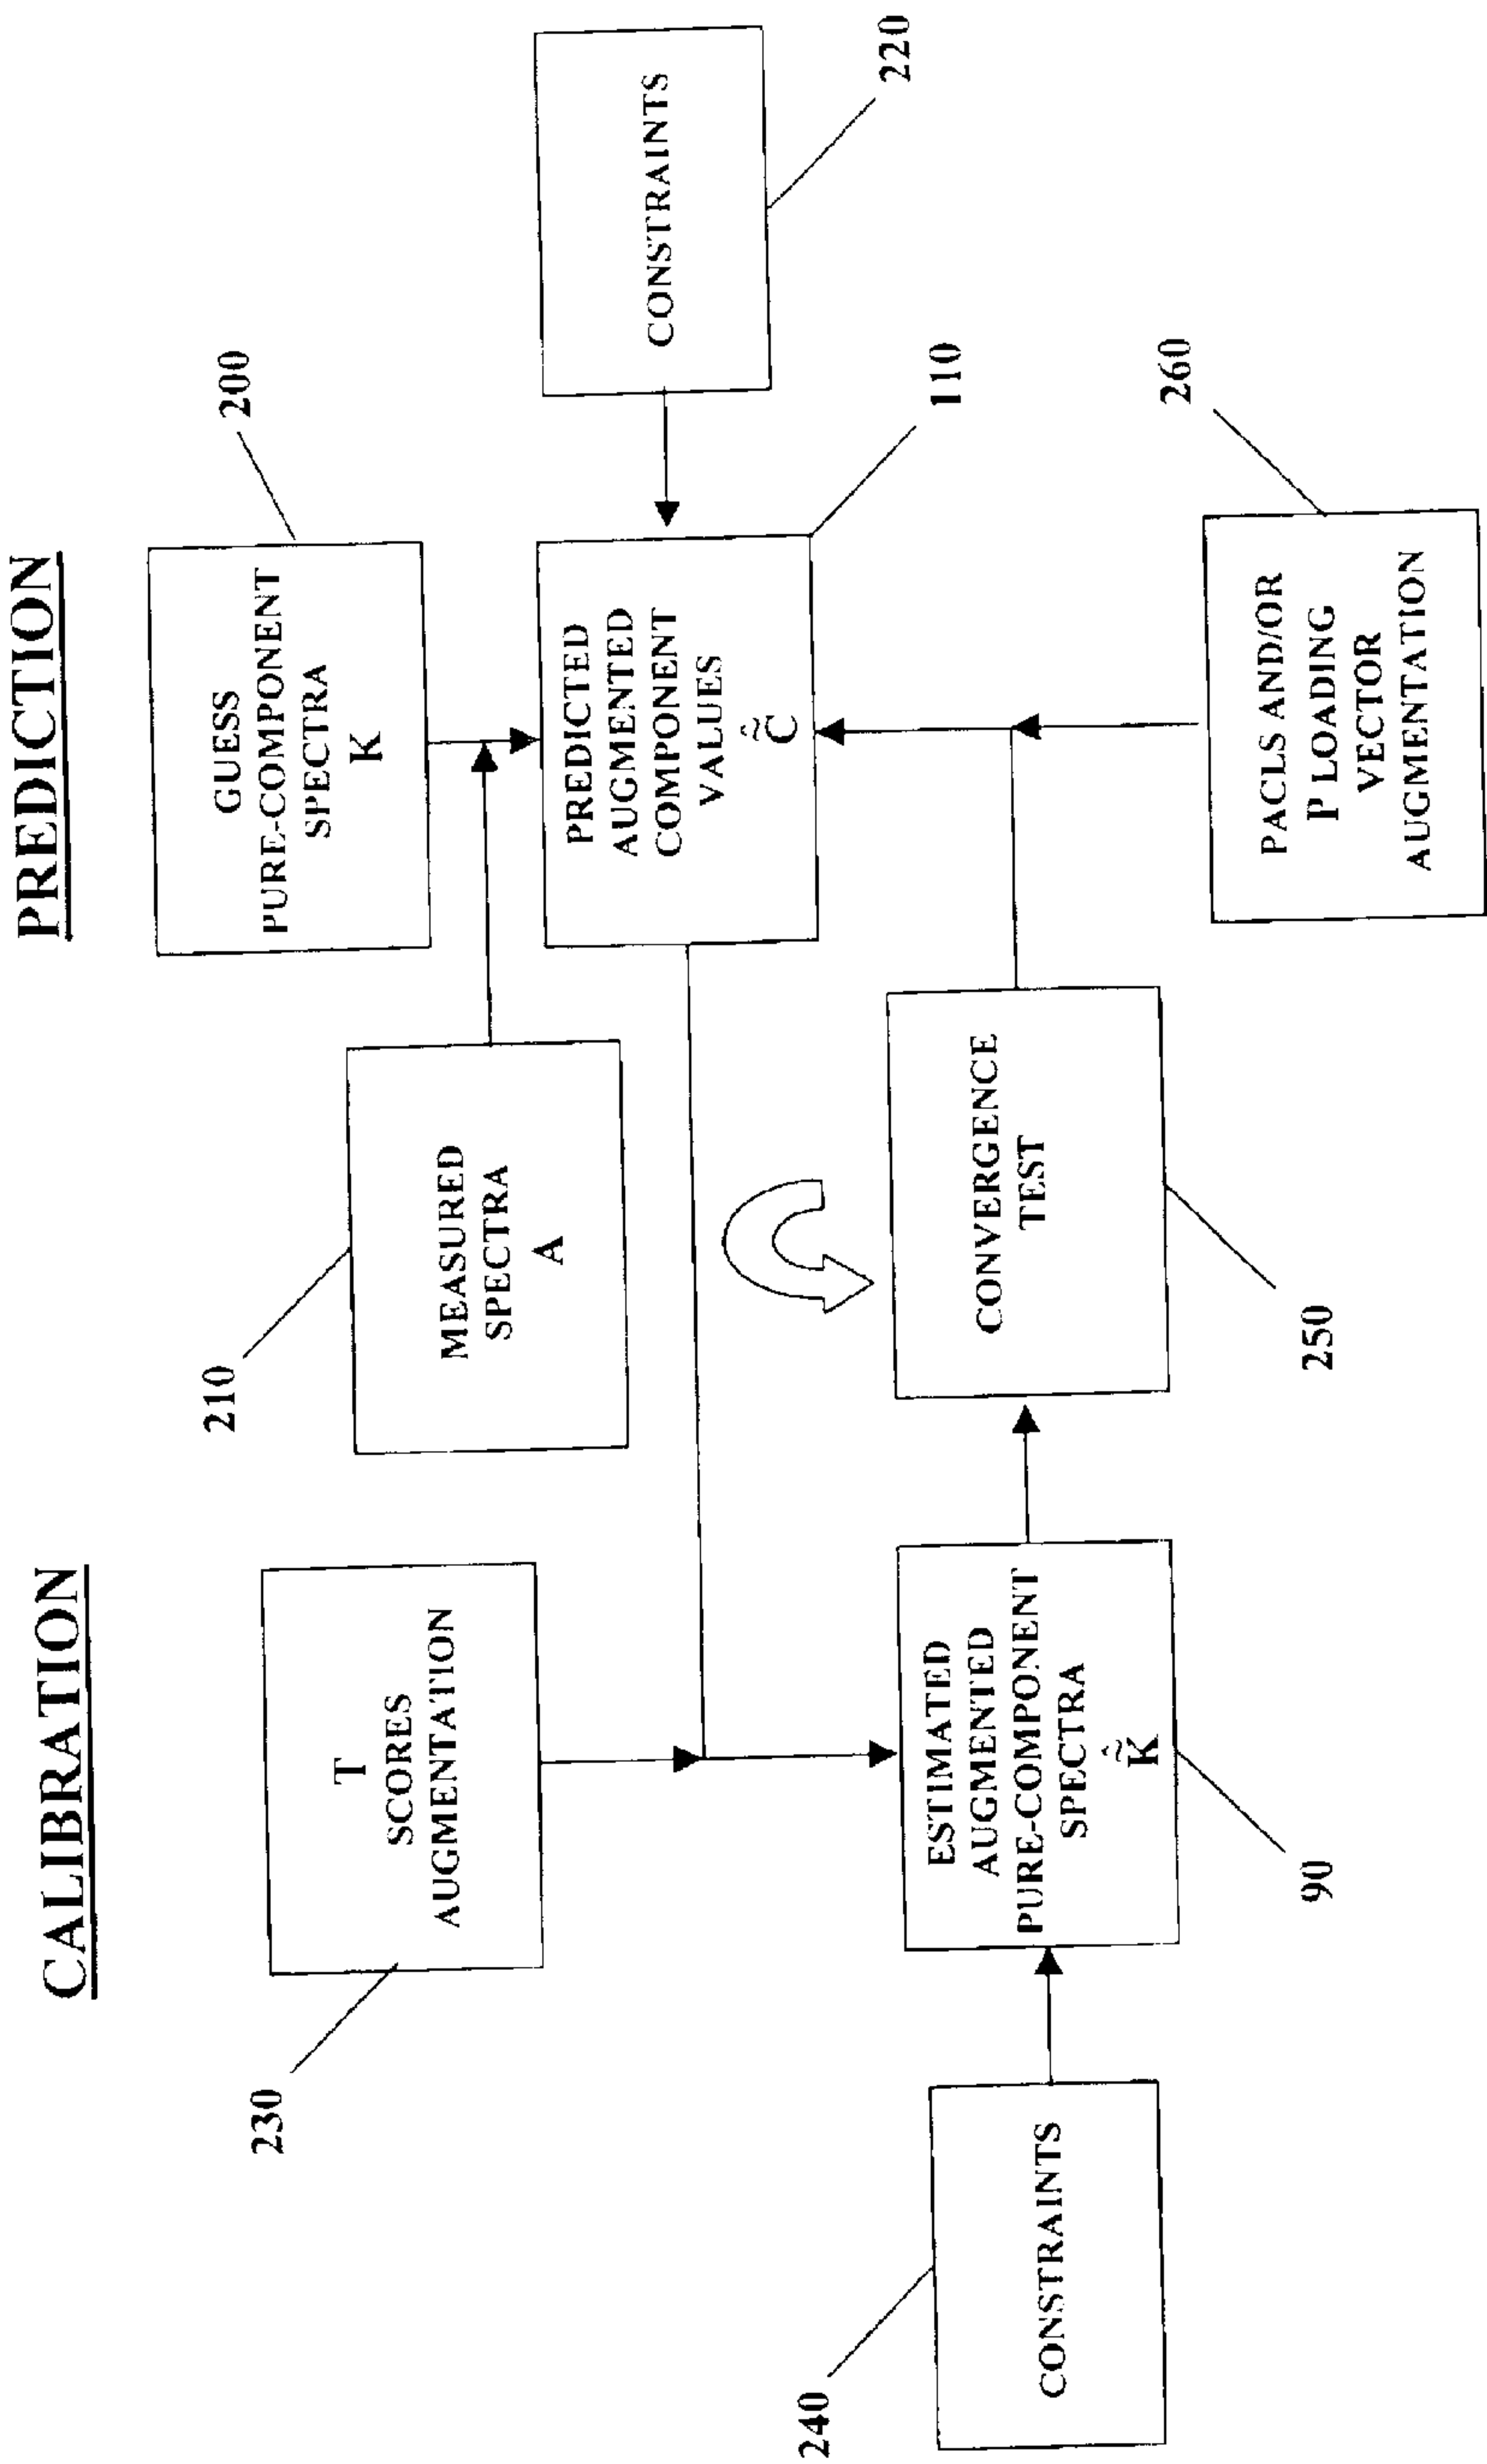 CALIBRATION
PREDICTION
230
T
SCORES
AUGMENTATION
210
MEASURED
SPECTRA
A
200
GUESS
PURE-COMPONENT
SPECTRA
K
240
CONSTRAINTS
ESTIMATED
AUGMENTED
PURE-COMPONENT
SPECTRA
K̃̂
90
CONVERGENCE
TEST
250
PREDICTED
AUGMENTED
COMPONENT
VALUES
C̃̂
110
CONSTRAINTS
220
PACLS AND/OR
P LOADING
VECTOR
AUGMENTATION
260